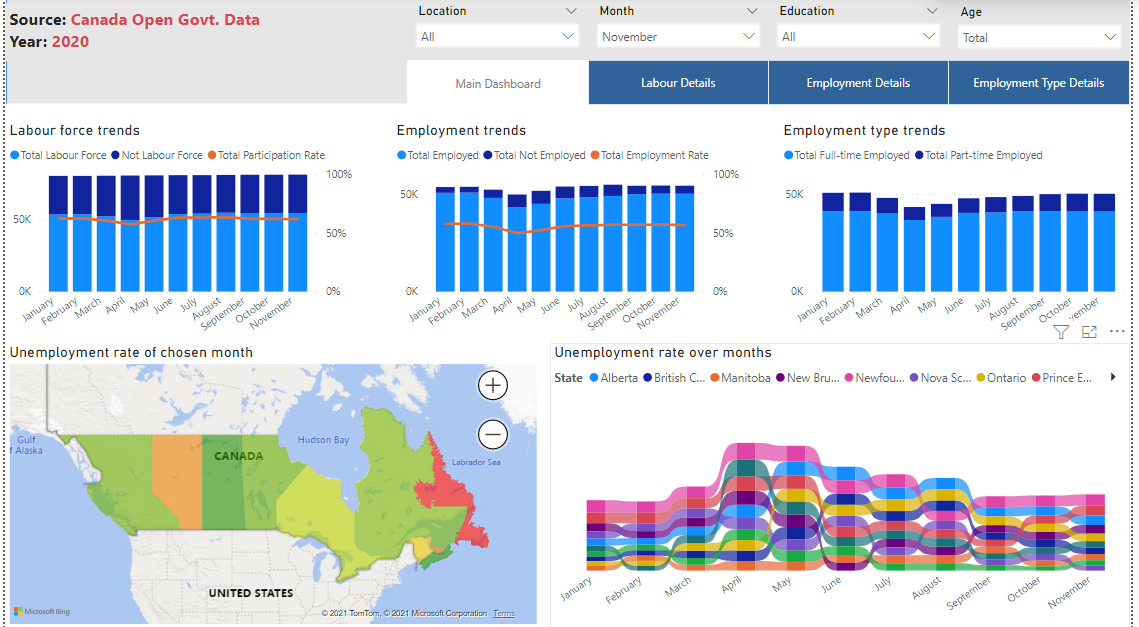 Source: Canada Open Govt. Data
Year: 2020
Location
Month
Education
Age
All
November
All
Total
Main Dashboard
Labour Details
Employment Details
Employment Type Details
Labour force trends
Total Labour Force Not Labour Force Total Participation Rate
100%
50K
50%
0K
0%
January February March April May June July August September October November
Employment trends
Total Employed Total Not Employed Total Employment Rate
100%
50K
50%
0K
0%
January February March April May June July August September October November
Employment type trends
Total Full-time Employed Total Part-time Employed
50K
0K
January February March April May June July August September October ...vember
Unemployment rate of chosen month
Gulf
f Alaska
Hudson Bay
CANADA
Labrador Sea
UNITED STATES
Microsoft Bing
© 2021 TomTom, © 2021 Microsoft Corporation Terms
Unemployment rate over months
State Alberta British C... Manitoba New Bru... Newfou... Nova Sc... Ontario Prince E...
January February March April May June July August September October November